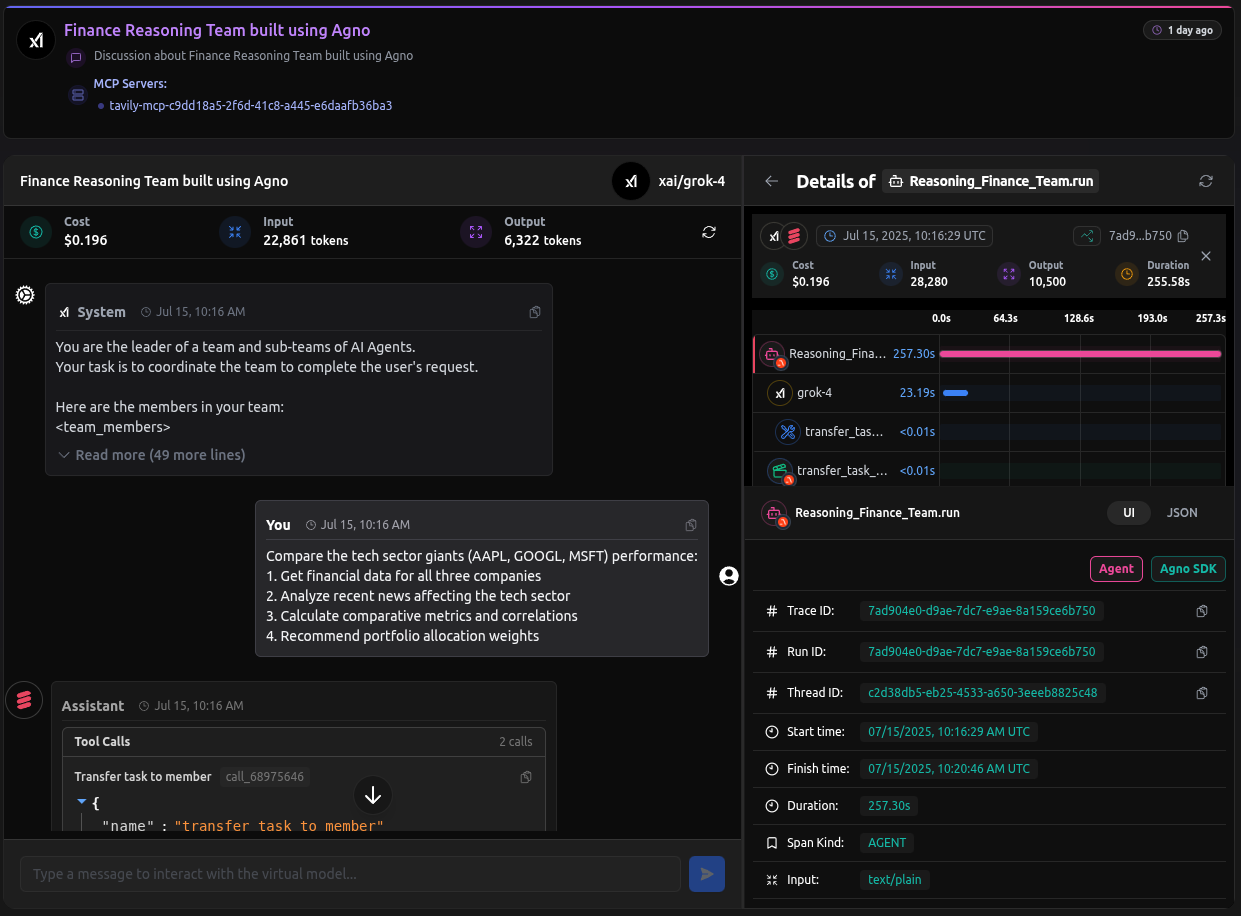 Finance Reasoning Team built using Agno
1 day ago
Discussion about Finance Reasoning Team built using Agno
MCP Servers:
tavily-mcp-c9dd18a5-2f6d-41c8-a445-e6daafb36ba3
Finance Reasoning Team built using Agno
xai/grok-4
Cost
$0.196
Input
22,861 tokens
Output
6,322 tokens
System
Jul 15, 10:16 AM
You are the leader of a team and sub-teams of AI Agents.
Your task is to coordinate the team to complete the user's request.
Here are the members in your team:
<team_members>
Read more (49 more lines)
You
Jul 15, 10:16 AM
Compare the tech sector giants (AAPL, GOOGL, MSFT) performance:
1. Get financial data for all three companies
2. Analyze recent news affecting the tech sector
3. Calculate comparative metrics and correlations
4. Recommend portfolio allocation weights
Assistant
Jul 15, 10:16 AM
Tool Calls
2 calls
Transfer task to member
call_68975646
{
"name" : "transfer_task_to_member"
Type a message to interact with the virtual model...
Details of
Reasoning_Finance_Team.run
Jul 15, 2025, 10:16:29 UTC
7ad9...b750
Cost
$0.196
Input
28,280
Output
10,500
Duration
255.58s
0.0s 64.3s 128.6s 193.0s 257.3s
Reasoning_Fina... 257.30s
grok-4 23.19s
transfer_tas... <0.01s
transfer_task_... <0.01s
Reasoning_Finance_Team.run
UI
JSON
Agent
Agno SDK
Trace ID: 7ad904e0-d9ae-7dc7-e9ae-8a159ce6b750
Run ID: 7ad904e0-d9ae-7dc7-e9ae-8a159ce6b750
Thread ID: c2d38db5-eb25-4533-a650-3eeeb8825c48
Start time: 07/15/2025, 10:16:29 AM UTC
Finish time: 07/15/2025, 10:20:46 AM UTC
Duration: 257.30s
Span Kind: AGENT
Input: text/plain